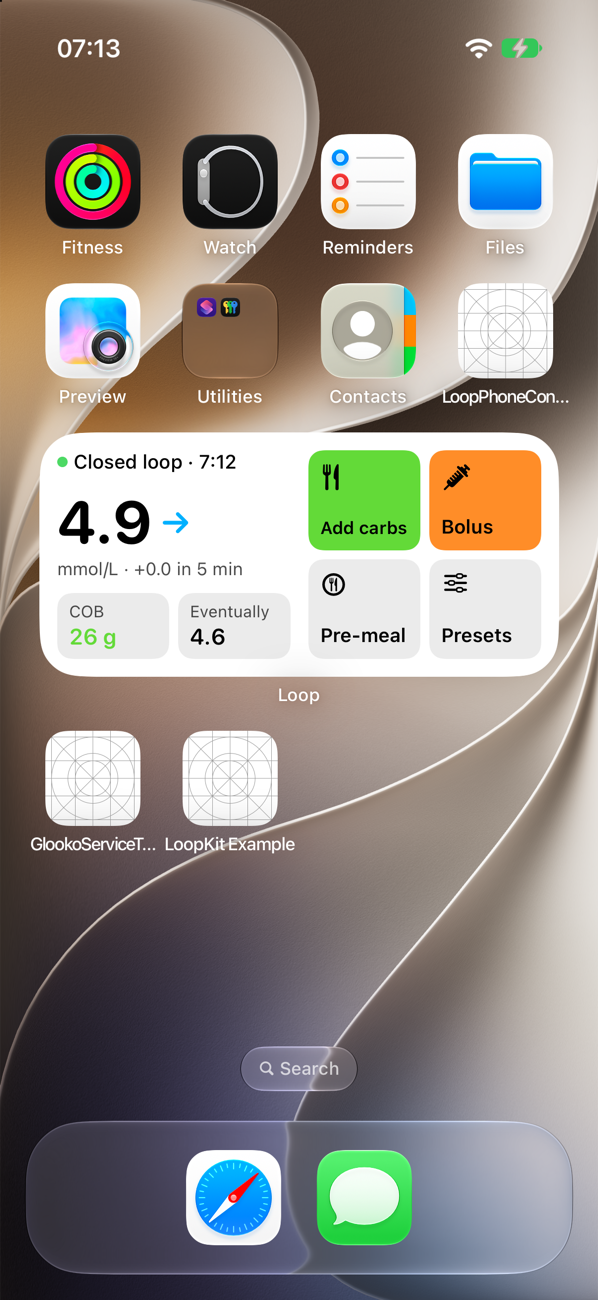 07:13
Fitness
Watch
Reminders
Files
Preview
Utilities
Contacts
LoopPhoneCon...
Closed loop · 7:12
4.9 →
mmol/L · +0.0 in 5 min
COB
26 g
Eventually
4.6
Add carbs
Bolus
Pre-meal
Presets
Loop
GlookoServiceT...
LoopKit Example
Search